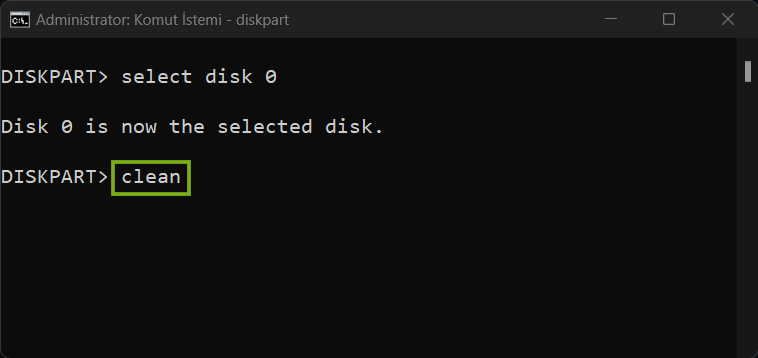 Administrator: Komut İstemi - diskpart
DISKPART> select disk 0
Disk 0 is now the selected disk.
DISKPART> clean